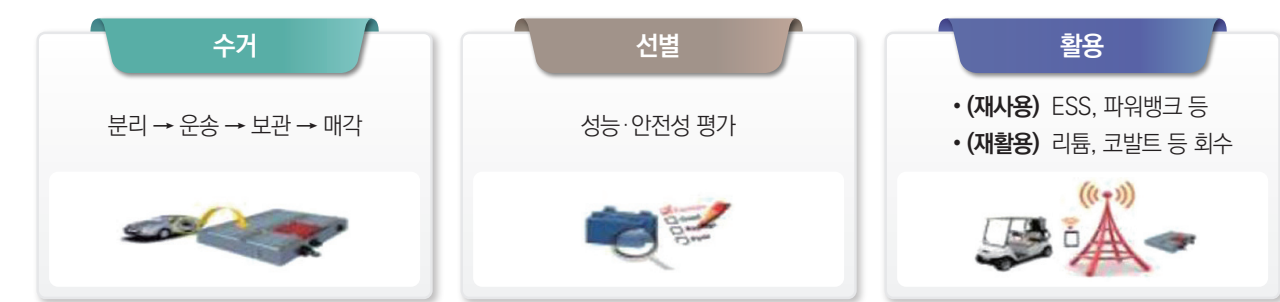 수거
분리 → 운송 → 보관 → 매각
선별
성능·안전성 평가
활용
• (재사용) ESS, 파워뱅크 등
• (재활용) 리튬, 코발트 등 회수